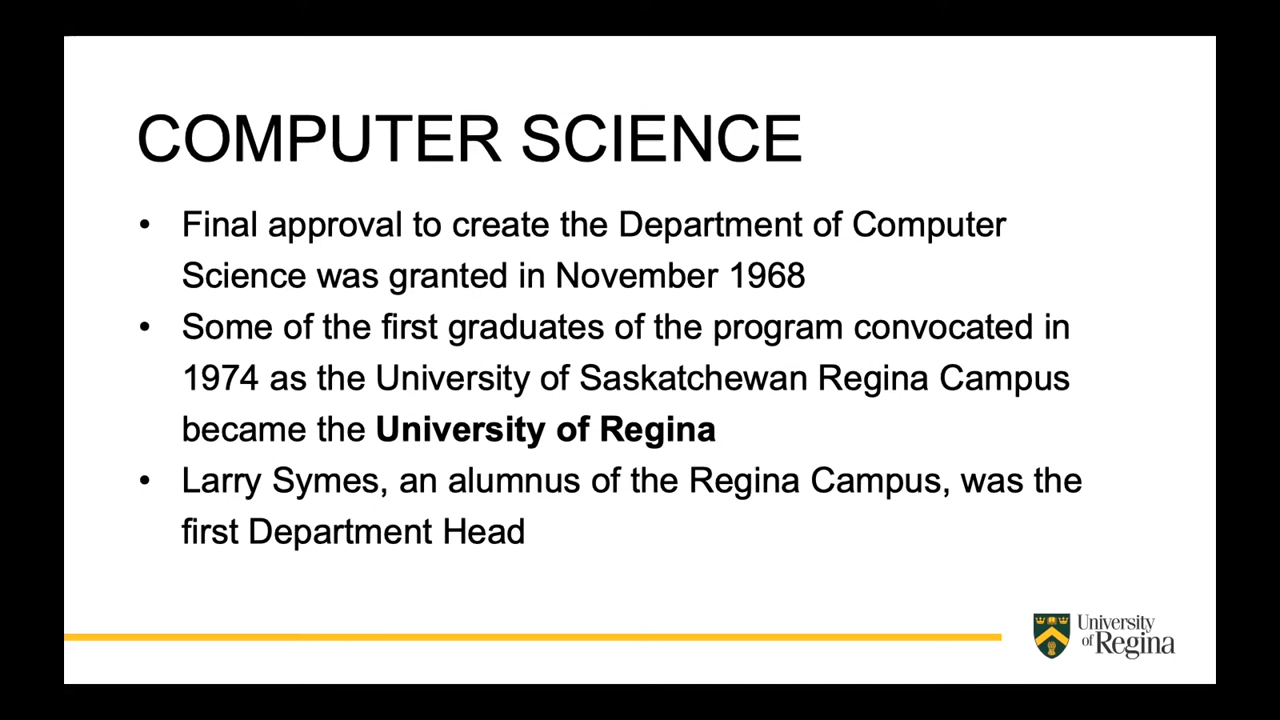 COMPUTER SCIENCE
• Final approval to create the Department of Computer
Science was granted in November 1968
• Some of the first graduates of the program convocated in
1974 as the University of Saskatchewan Regina Campus
became the University of Regina
• Larry Symes, an alumnus of the Regina Campus, was the
first Department Head
University
of Regina